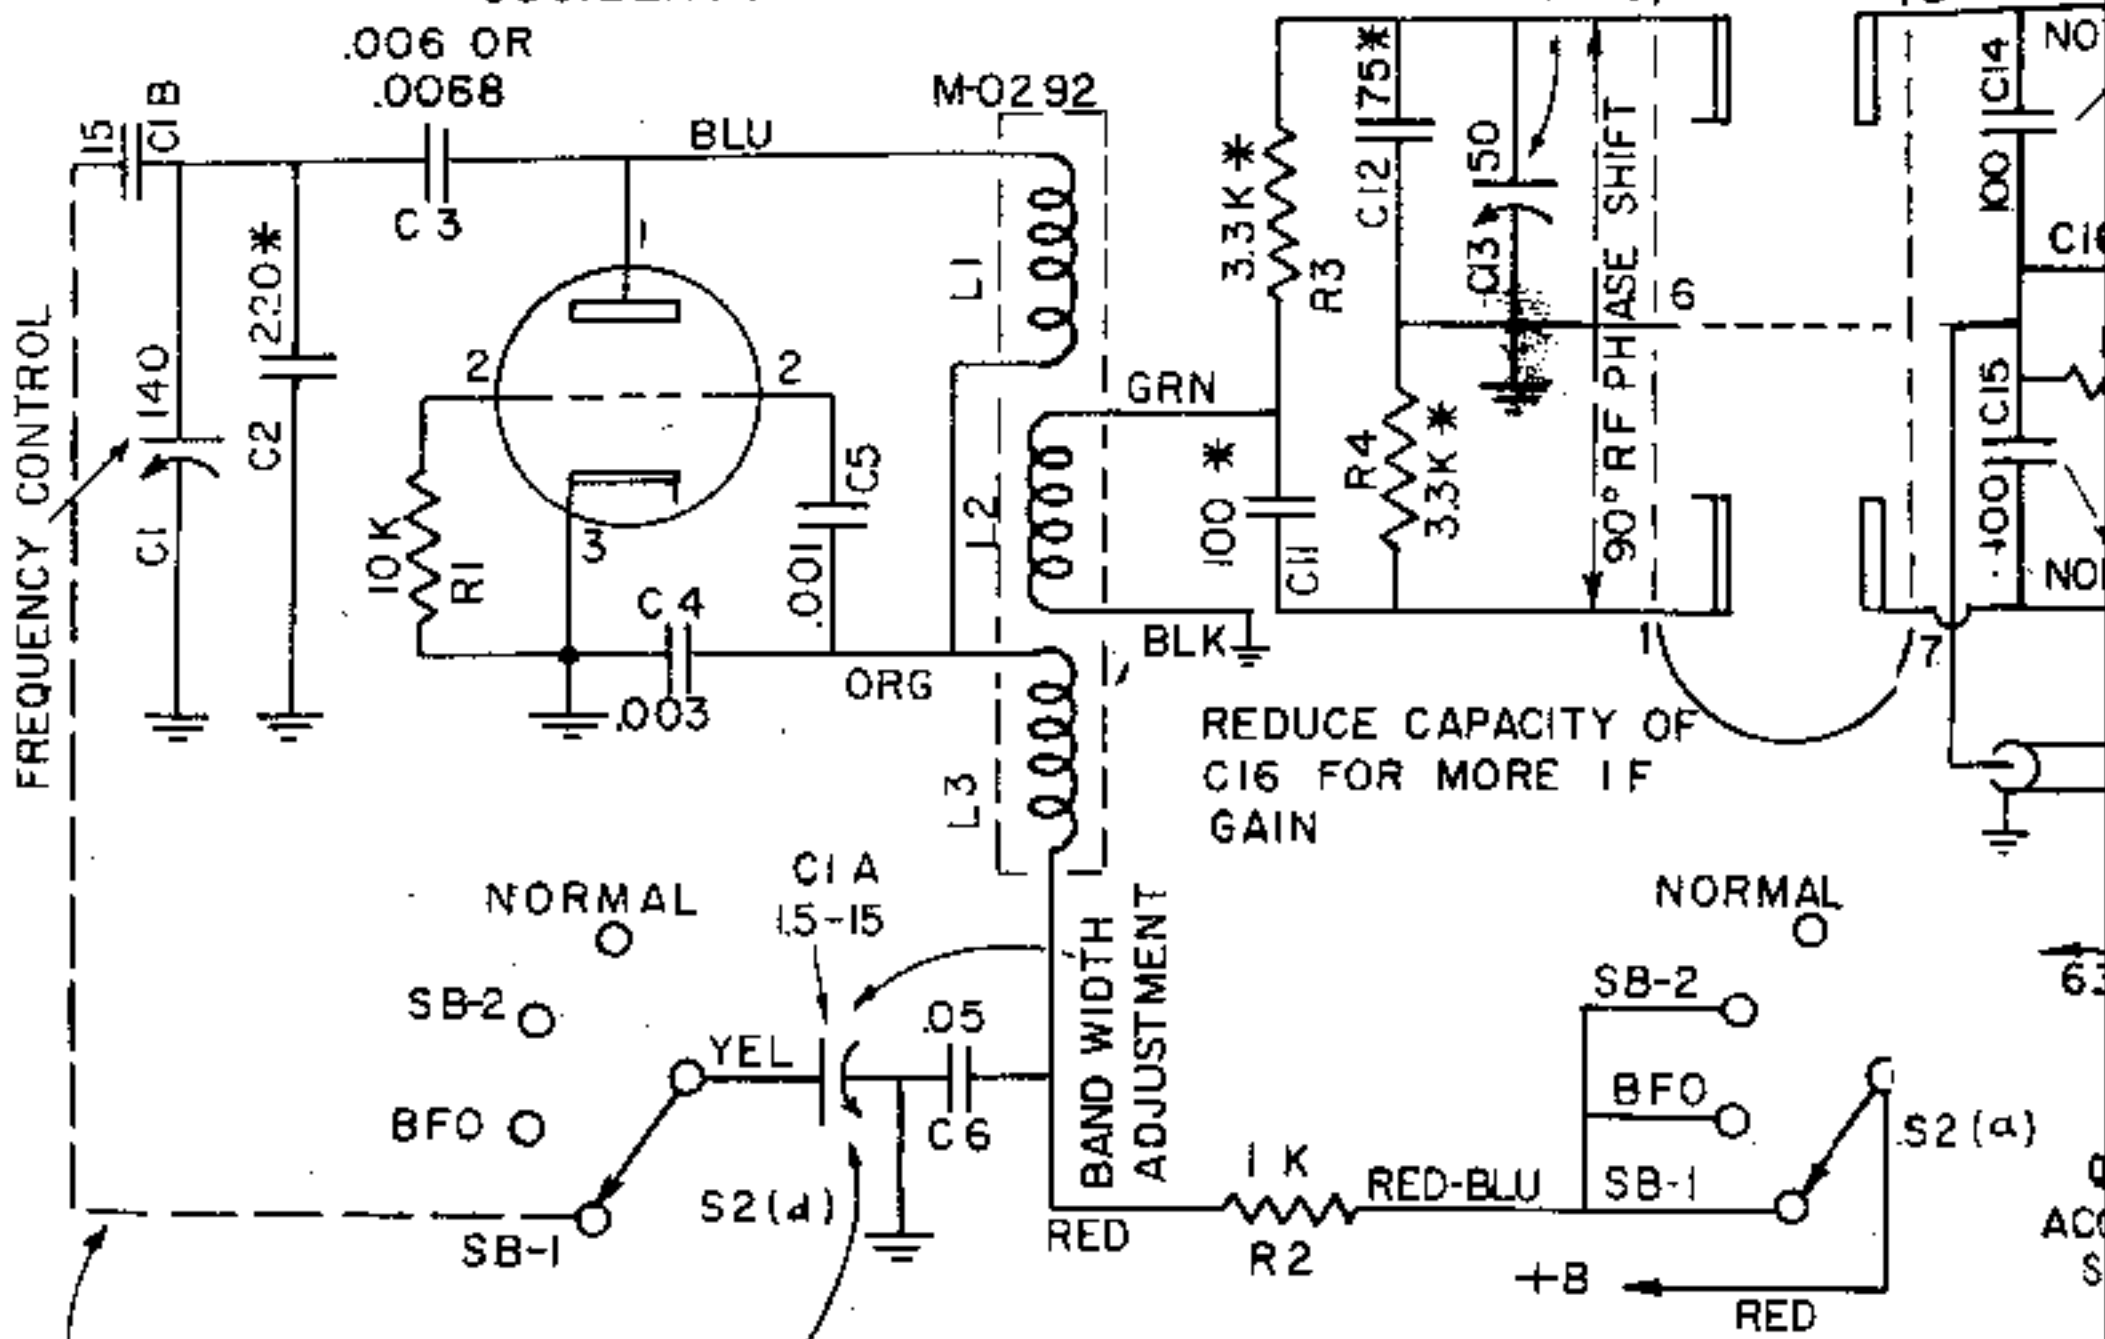 .006 OR
.0068
15
C1B
C3
BLU
M-0292
L1
3.3K*
R3
75*
C12
50
C13
90° RF PHASE SHIFT
6
C14
100
NO
C16
FREQUENCY CONTROL
140
C1
220*
C2
1
2
2
3
10K
R1
C5
.001
C4
.003
ORG
L2
GRN
BLK
100
*
C11
R4
3.3K*
1
7
C15
100
L3
REDUCE CAPACITY OF
C16 FOR MORE IF
GAIN
NORMAL
SB-2
BFO
SB-1
YEL
S2(d)
C1A
1.5-15
.05
C6
BAND WIDTH
ADJUSTMENT
RED
1K
R2
RED-BLU
NORMAL
SB-2
BFO
SB-1
S2(a)
+B
RED